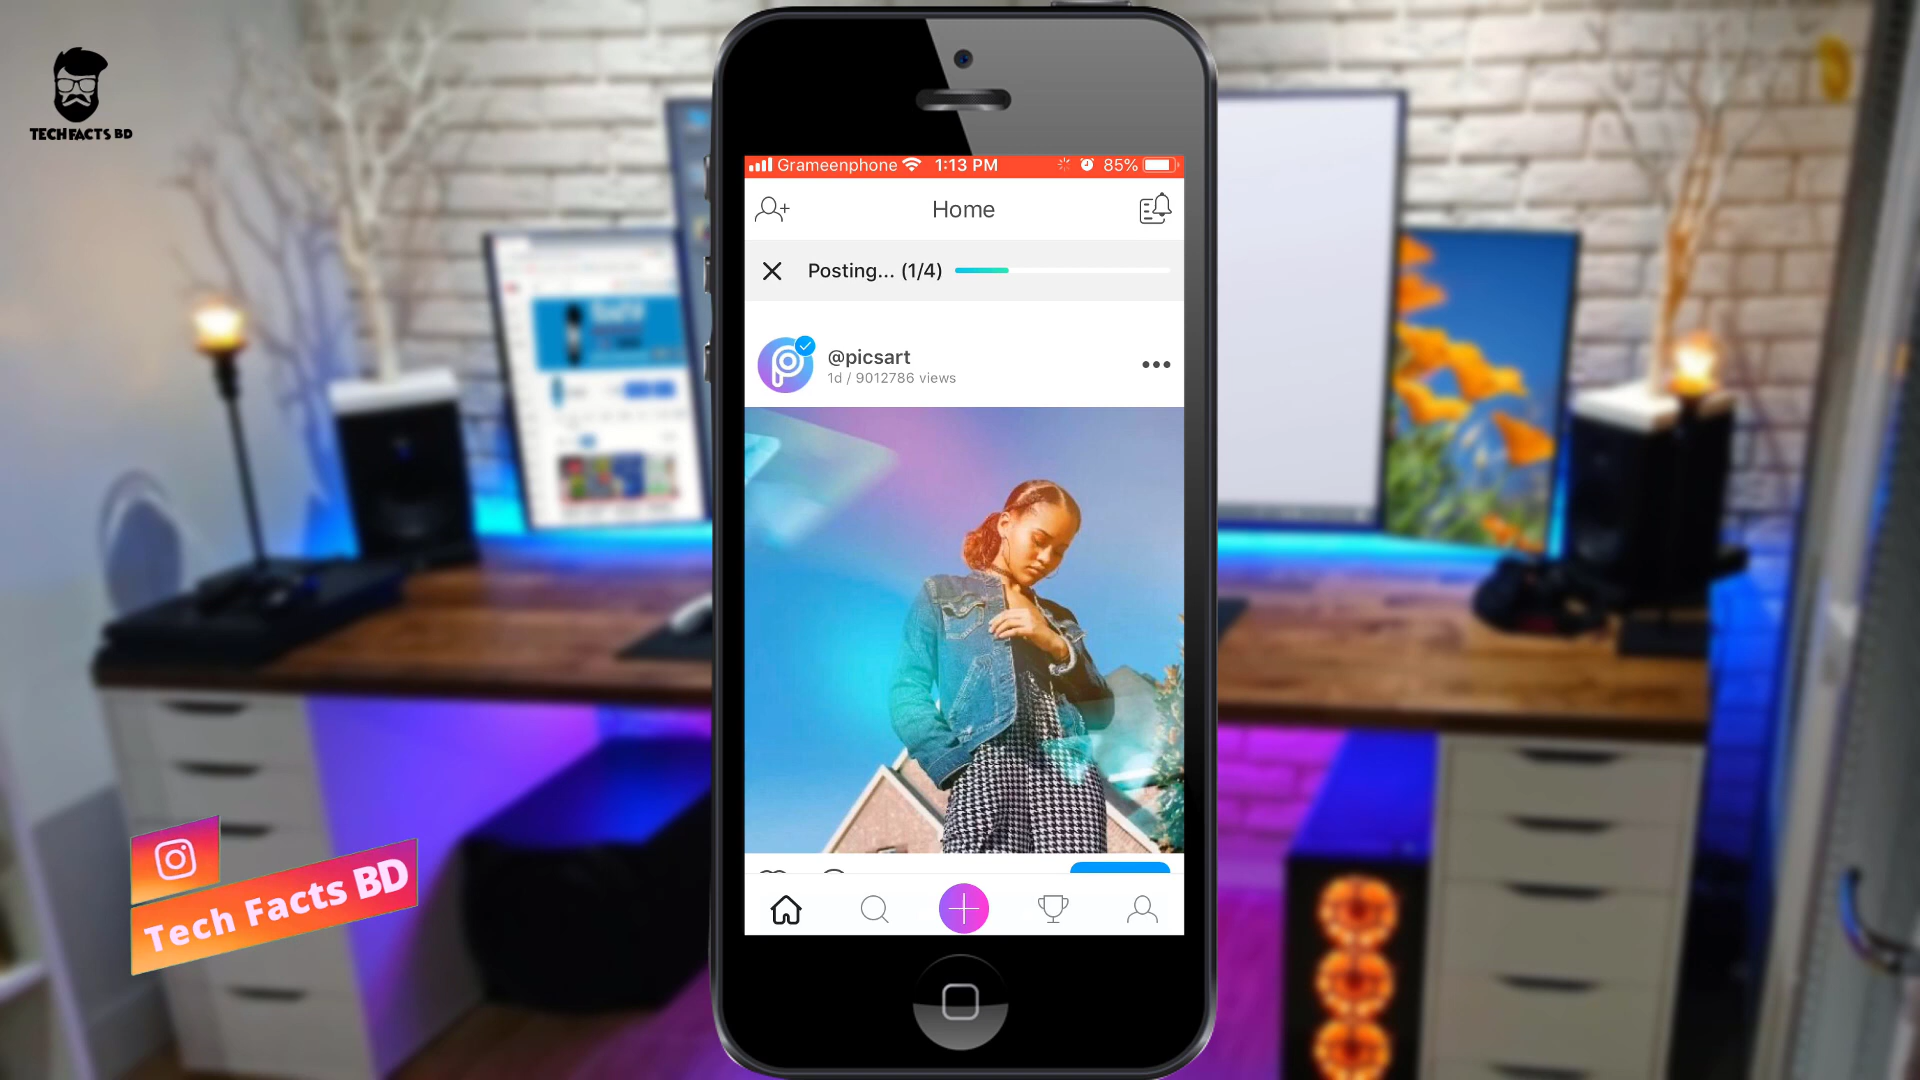 TECHFACTS BD
Grameenphone 1:13 PM 85%
Home
Posting... (1/4)
@picsart
1d / 9012786 views
Tech Facts BD